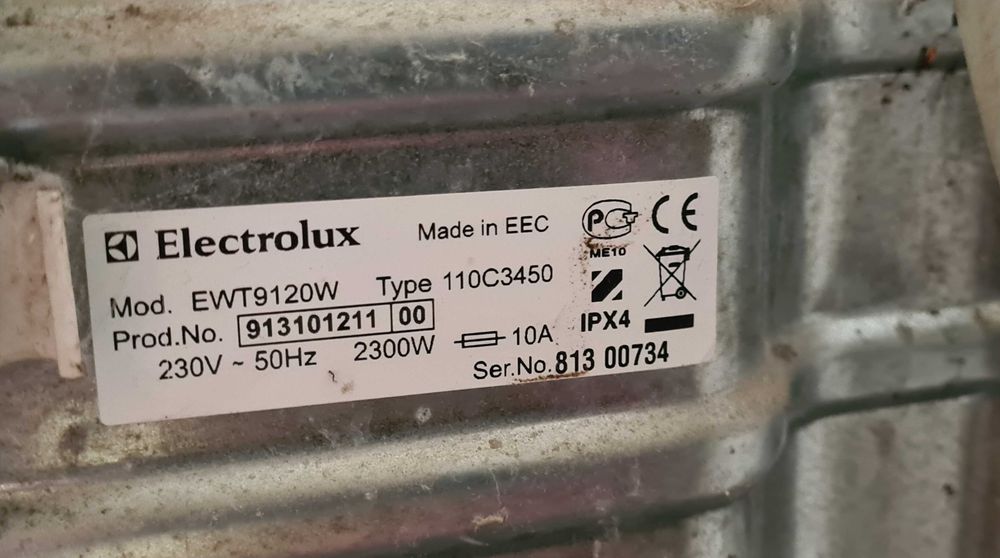 Electrolux Made in EEC PCT CE
ME10
Mod. EWT9120W Type 110C3450
Prod.No. 913101211 00
IPX4
230V ~ 50Hz 2300W 10A
Ser.No. 813 00734